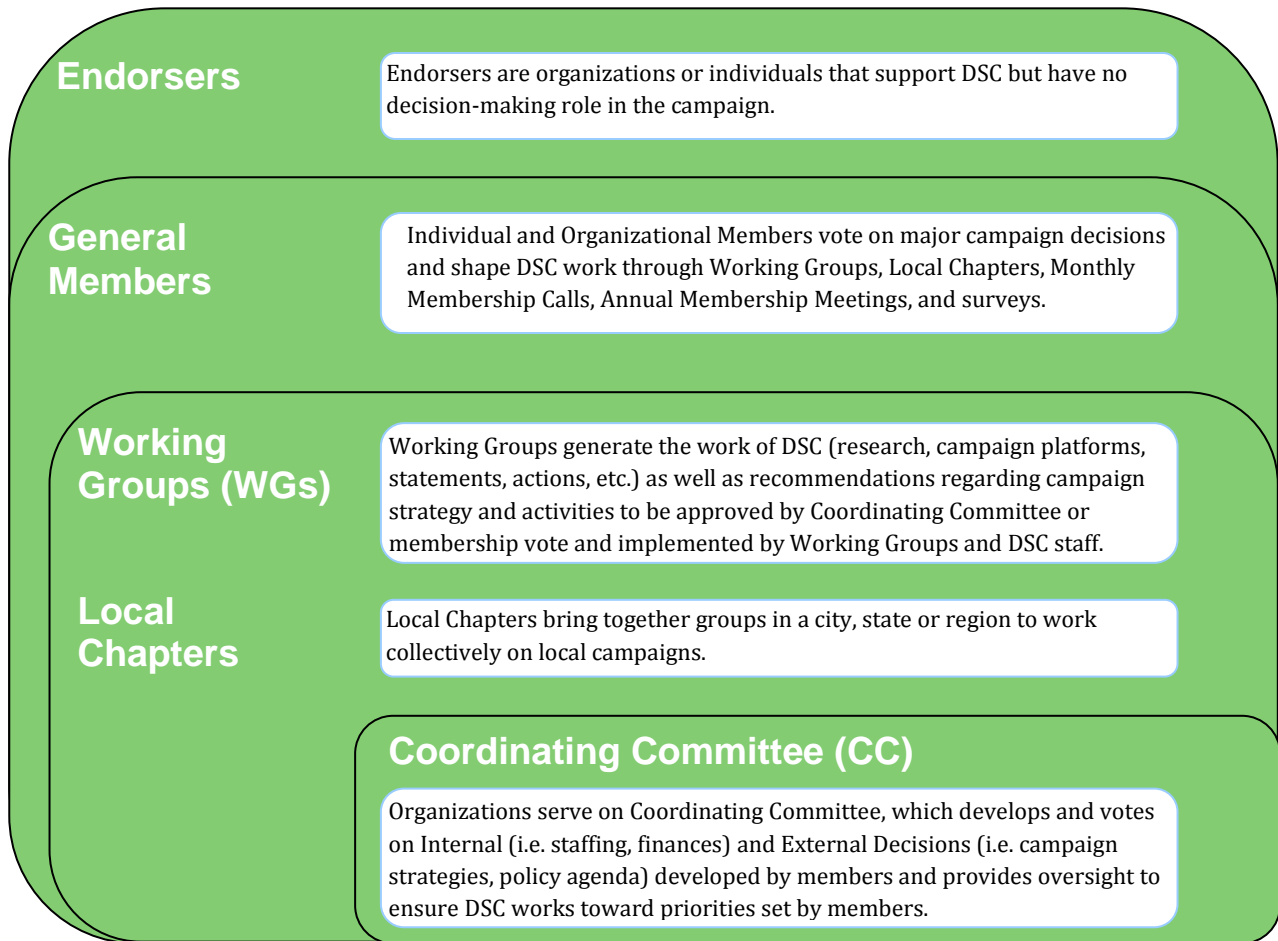 Endorsers
Endorsers are organizations or individuals that support DSC but have no
decision-making role in the campaign.
General
Members
Individual and Organizational Members vote on major campaign decisions
and shape DSC work through Working Groups, Local Chapters, Monthly
Membership Calls, Annual Membership Meetings, and surveys.
Working
Groups (WGs)
Working Groups generate the work of DSC (research, campaign platforms,
statements, actions, etc.) as well as recommendations regarding campaign
strategy and activities to be approved by Coordinating Committee or
membership vote and implemented by Working Groups and DSC staff.
Local
Chapters
Local Chapters bring together groups in a city, state or region to work
collectively on local campaigns.
Coordinating Committee (CC)
Organizations serve on Coordinating Committee, which develops and votes
on Internal (i.e. staffing, finances) and External Decisions (i.e. campaign
strategies, policy agenda) developed by members and provides oversight to
ensure DSC works toward priorities set by members.